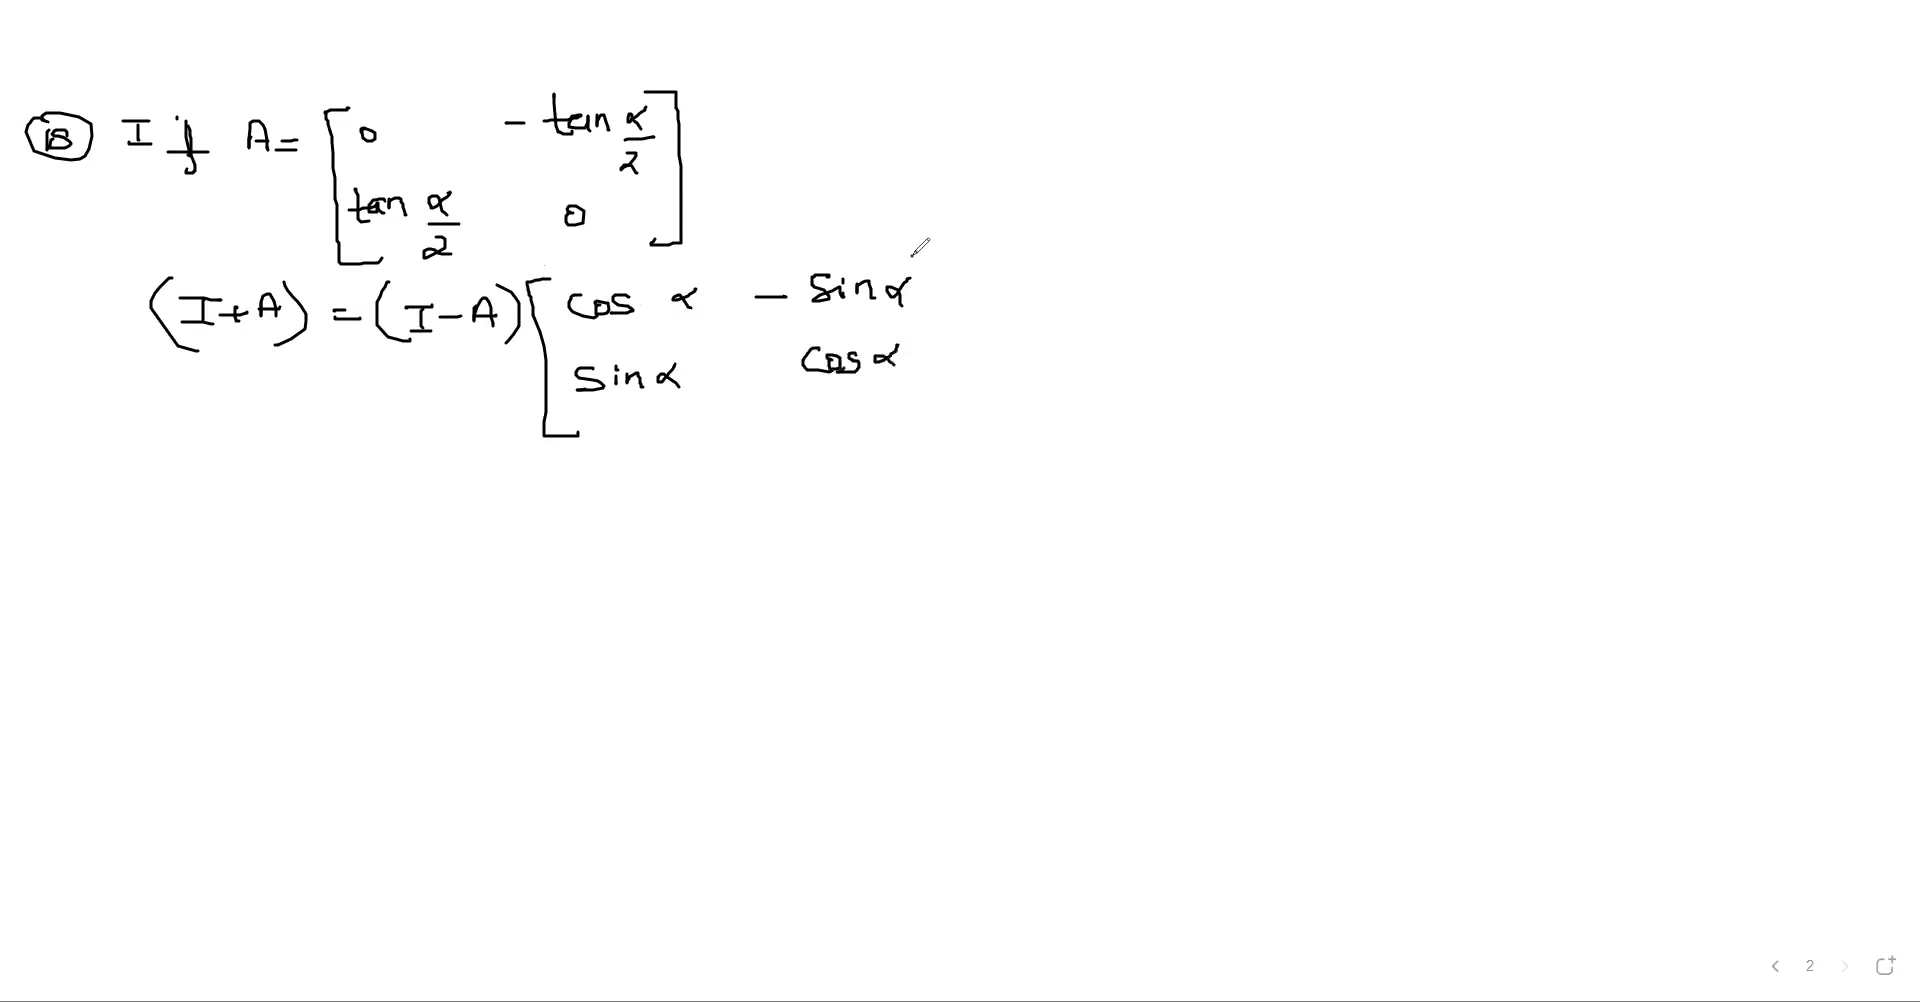 18 I if A = [ 0 - tan α/2
tan α/2 0 ]
(I+A) = (I-A) [ cos α - sin α
sin α cos α
2